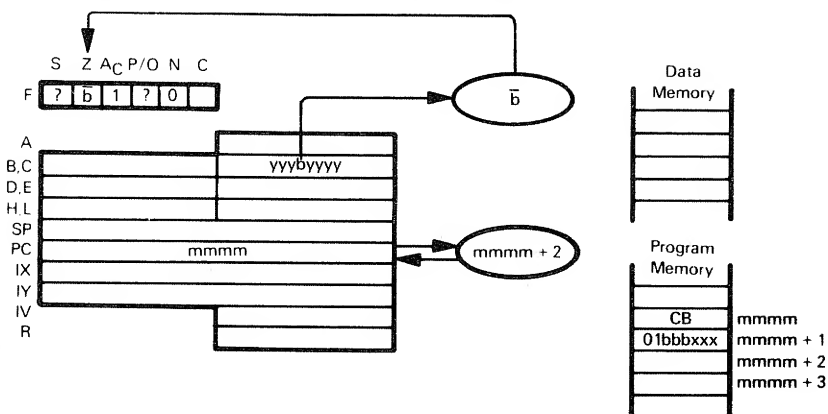 S Z AC P/O N C
F ? b̄ 1 ? 0
b̄
A
B,C yyybyyyy
D,E
H,L
SP
PC mmmm
mmmm + 2
IX
IY
IV
R
Data
Memory
Program
Memory
CB mmmm
01bbbxxx mmmm + 1
mmmm + 2
mmmm + 3